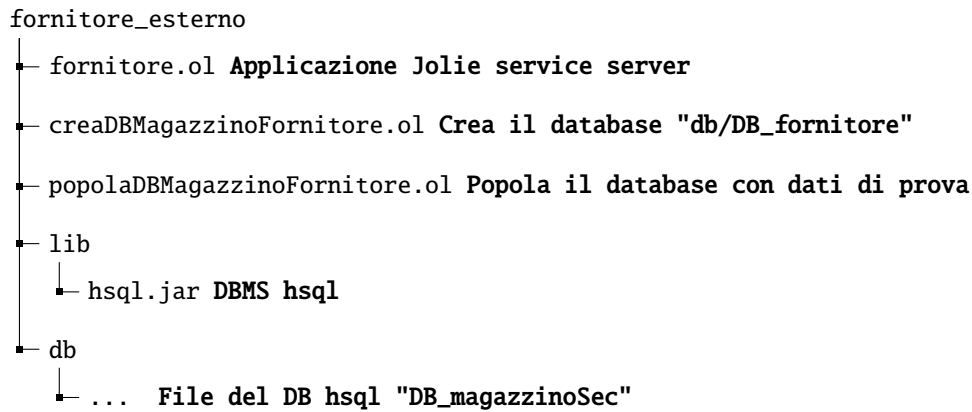 fornitore_esterno
fornitore.ol Applicazione Jolie service server
creaDBMagazzinoFornitore.ol Crea il database "db/DB_fornitore"
popolaDBMagazzinoFornitore.ol Popola il database con dati di prova
lib
hsql.jar DBMS hsql
db
... File del DB hsql "DB_magazzinoSec"